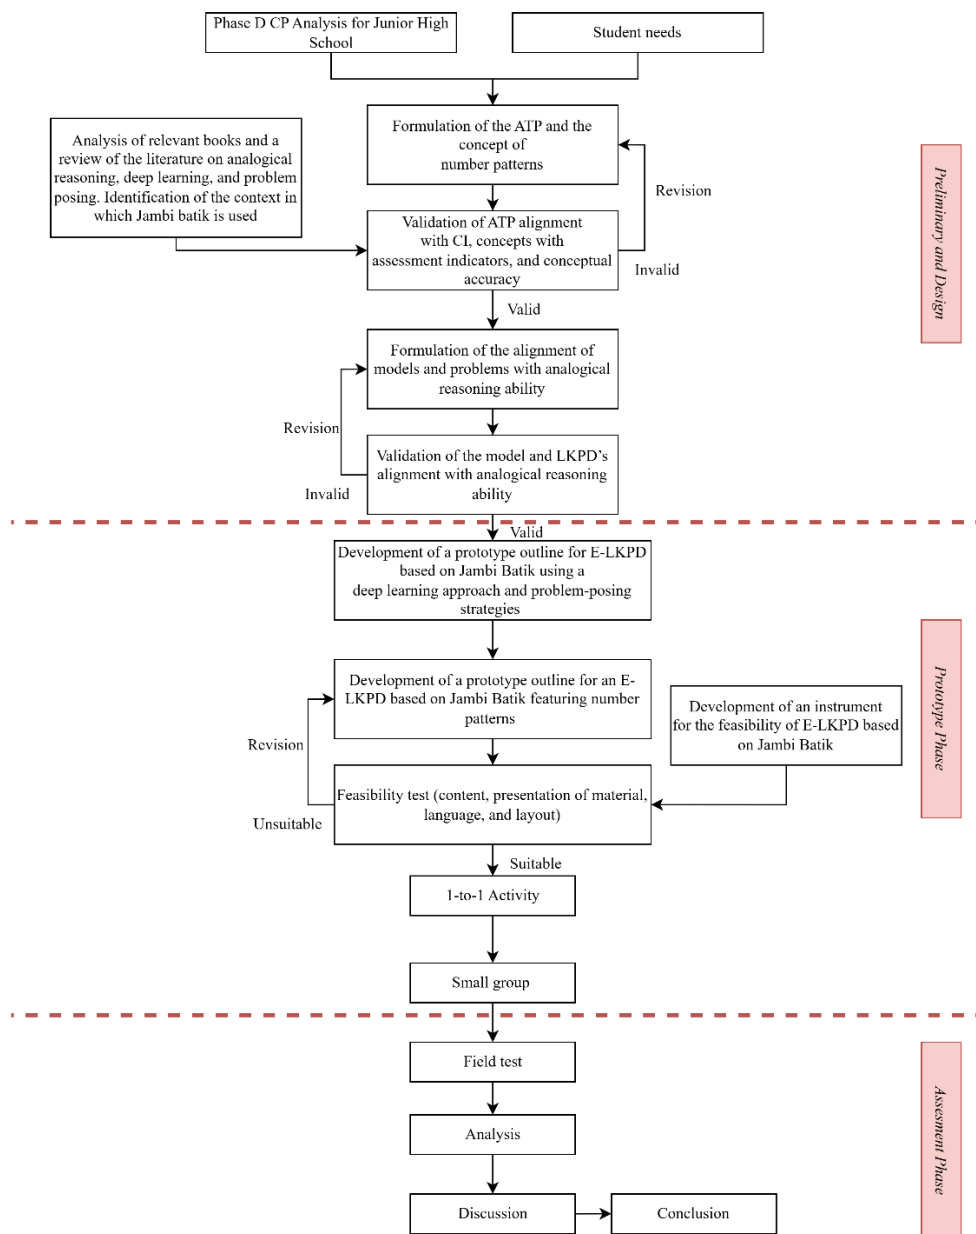 Phase D CP Analysis for Junior High
School
Student needs
Formulation of the ATP and the
concept of
number patterns
Analysis of relevant books and a
review of the literature on analogical
reasoning, deep learning, and problem
posing. Identification of the context in
which Jambi batik is used
Revision
Validation of ATP alignment
with CI, concepts with
assessment indicators, and conceptual
accuracy
Invalid
Valid
Preliminary and Design
Formulation of the alignment of
models and problems with analogical
reasoning ability
Revision
Validation of the model and LKPD’s
alignment with analogical reasoning
ability
Invalid
Valid
Development of a prototype outline for E-LKPD
based on Jambi Batik using a
deep learning approach and problem-posing
strategies
Development of a prototype outline for an E-
LKPD based on Jambi Batik featuring number
patterns
Development of an instrument
for the feasibility of E-LKPD based
on Jambi Batik
Revision
Feasibility test (content, presentation of material,
language, and layout)
Unsuitable
Suitable
Prototype Phase
1-to-1 Activity
Small group
Field test
Analysis
Discussion
Conclusion
Assesment Phase